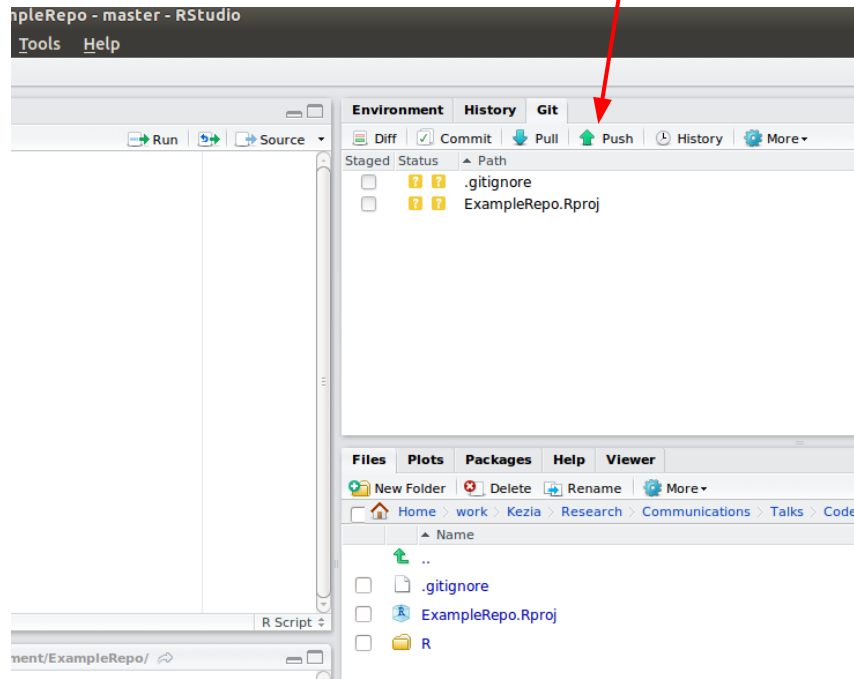 mpleRepo - master - RStudio
Tools Help
Run Source
Environment History Git
Diff Commit Pull Push History More
Staged Status Path
? ? .gitignore
? ? ExampleRepo.Rproj
Files Plots Packages Help Viewer
New Folder Delete Rename More
Home work Kezia Research Communications Talks Code
Name
..
.gitignore
R ExampleRepo.Rproj
R
R Script
ment/ExampleRepo/